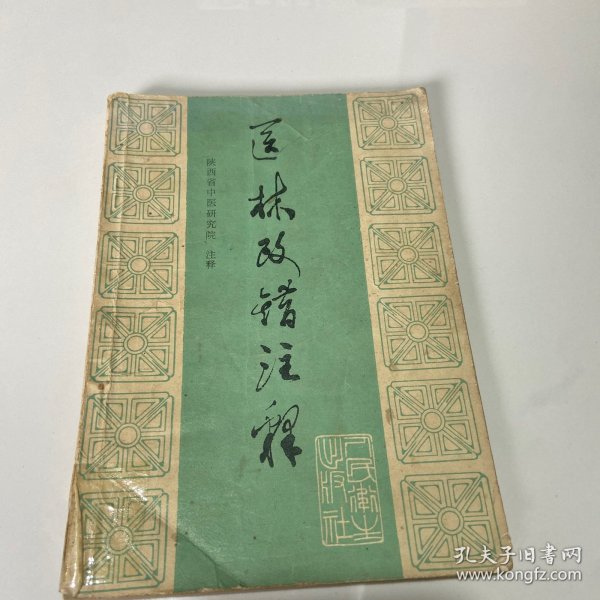 医林改错注释
陕西省中医研究院 注释
人民卫生
出版社
孔夫子旧书网
www.kongfz.com